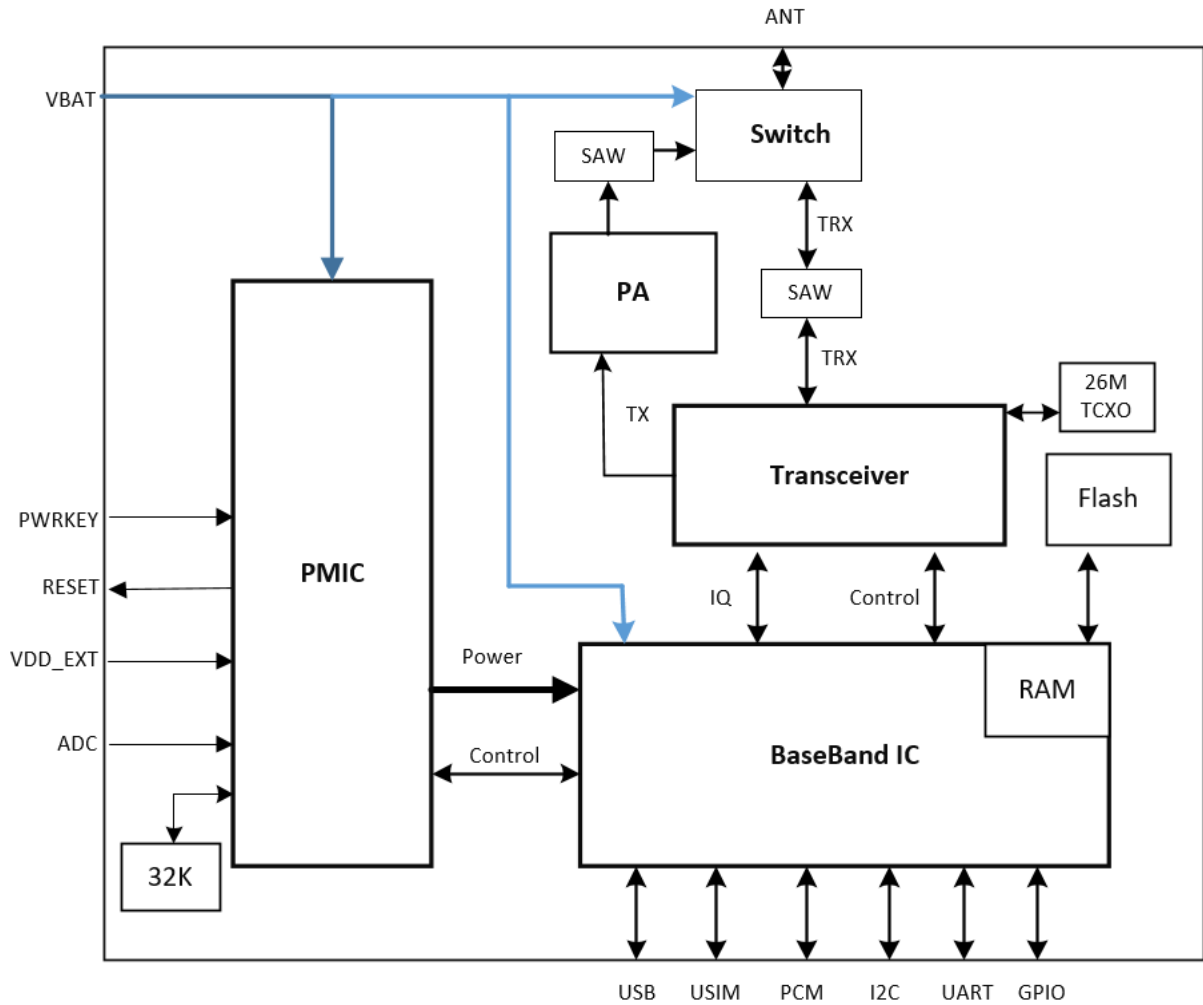 ANT
VBAT
Switch
SAW
TRX
PA
SAW
TRX
26M
TCXO
TX
Transceiver
Flash
PWRKEY
PMIC
RESET
IQ
Control
VDD_EXT
Power
RAM
ADC
Control
BaseBand IC
32K
USB
USIM
PCM
I2C
UART
GPIO